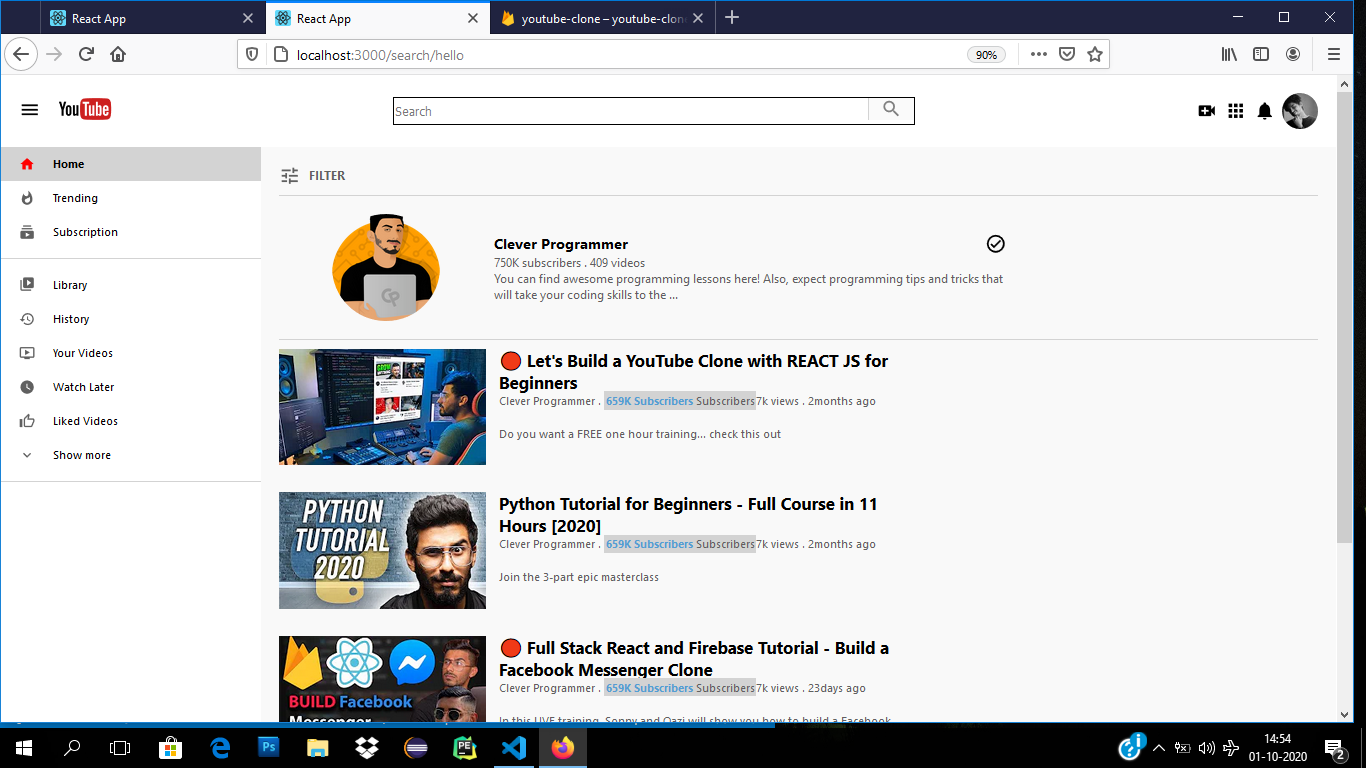 React App
React App
youtube-clone – youtube-clon
localhost:3000/search/hello
90%
YouTube
Search
Home
Trending
Subscription
Library
History
Your Videos
Watch Later
Liked Videos
Show more
FILTER
CP
Clever Programmer
750K subscribers . 409 videos
You can find awesome programming lessons here! Also, expect programming tips and tricks that
will take your coding skills to the ...
Let's Build a YouTube Clone with REACT JS for
Beginners
Clever Programmer . 659K Subscribers Subscribers7k views . 2months ago
Do you want a FREE one hour training... check this out
PYTHON
TUTORIAL
2020
Python Tutorial for Beginners - Full Course in 11
Hours [2020]
Clever Programmer . 659K Subscribers Subscribers7k views . 2months ago
Join the 3-part epic masterclass
BUILD Facebook
Messenger
Full Stack React and Firebase Tutorial - Build a
Facebook Messenger Clone
Clever Programmer . 659K Subscribers Subscribers7k views . 23days ago
In this LIVE training, Sonny and Qazi will show you how to build a Facebook
Ps
PE
14:54
01-10-2020
2